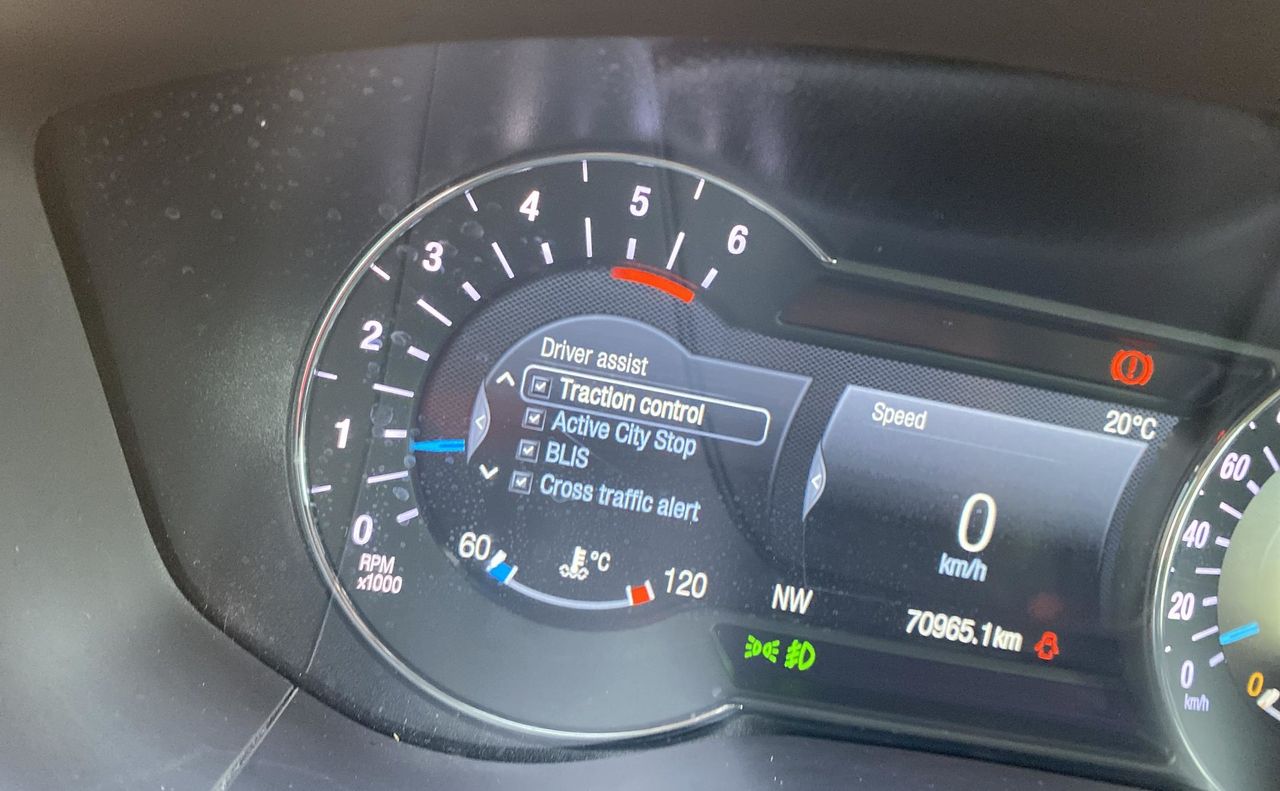 4
5
6
3
2
1
0
RPM
x1000
Driver assist
Traction control
Active City Stop
BLIS
Cross traffic alert
60
°C
120
Speed
20°C
0
km/h
NW
70965.1km
60
40
20
0
km/h
0